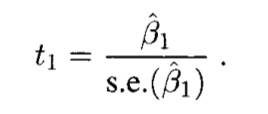 t₁ = β̂₁ / s.e.(β̂₁) .